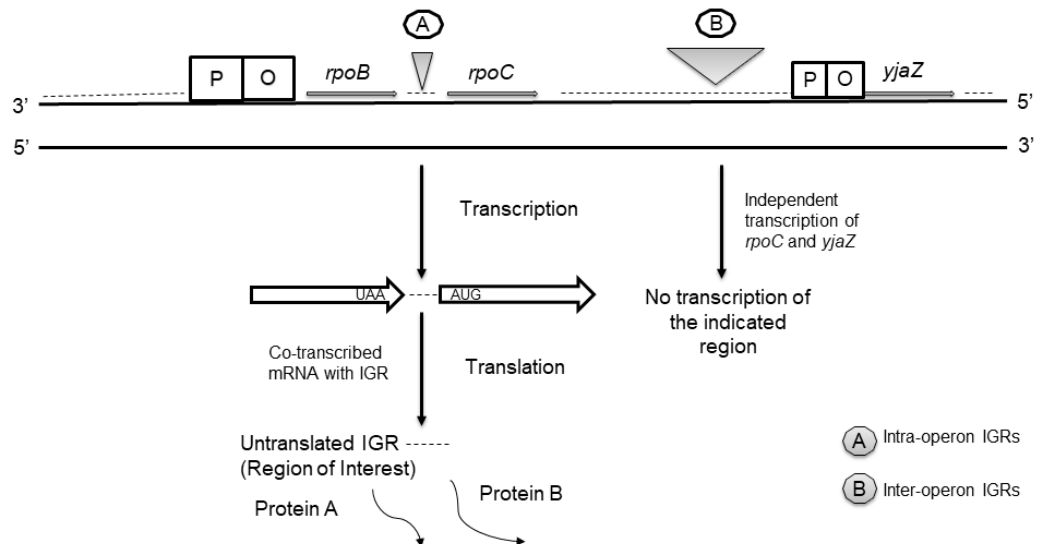 A
B
P
O
rpoB
rpoC
P
O
yjaZ
3’
5’
5’
3’
Transcription
Independent
transcription of
rpoC and yjaZ
UAA
AUG
No transcription of
the indicated
region
Co-transcribed
mRNA with IGR
Translation
Untranslated IGR
(Region of Interest)
Protein A
Protein B
A Intra-operon IGRs
B Inter-operon IGRs